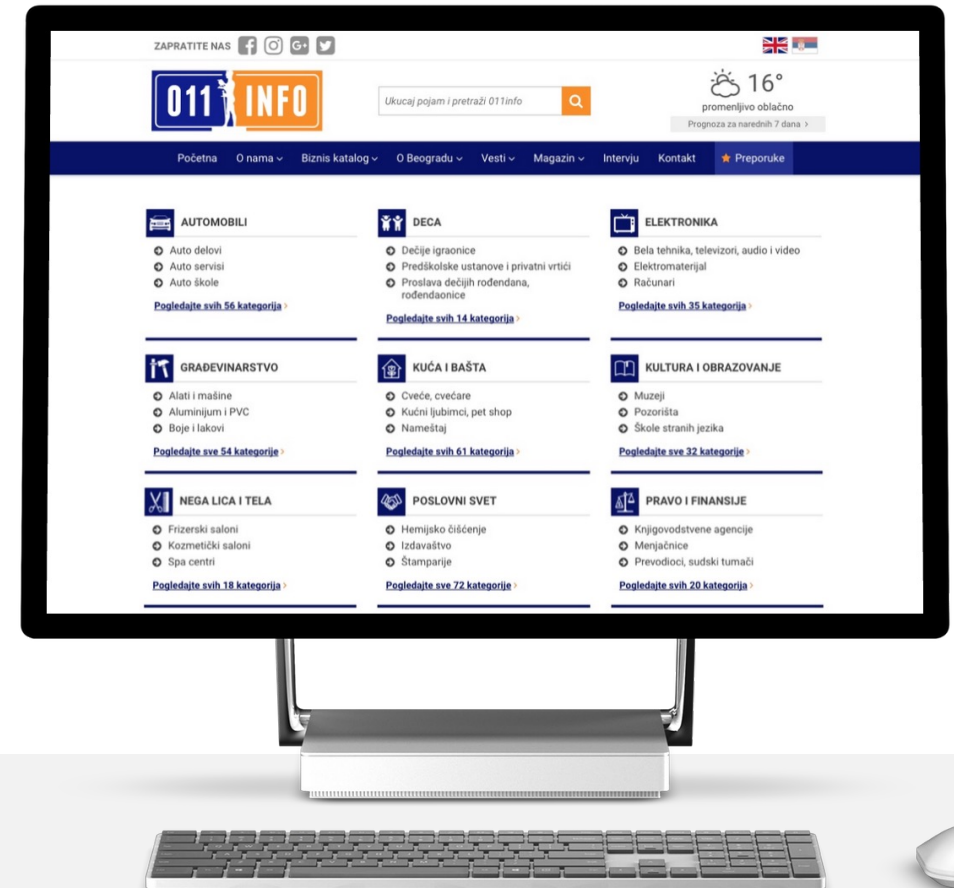 ZAPRATITE NAS
011 INFO
Ukucaj pojam i pretraži 011info
16°
promenljivo oblačno
Prognoza za narednih 7 dana
Početna O nama Biznis katalog O Beogradu Vesti Magazin Intervju Kontakt Preporuke
AUTOMOBILI
Auto delovi
Auto servisi
Auto škole
Pogledajte svih 56 kategorija
DECA
Dečije igraonice
Predškolske ustanove i privatni vrtići
Proslava dečijih rođendana,
rođendaonice
Pogledajte svih 14 kategorija
ELEKTRONIKA
Bela tehnika, televizori, audio i video
Elektromaterijal
Računari
Pogledajte svih 35 kategorija
GRAĐEVINARSTVO
Alati i mašine
Aluminijum i PVC
Boje i lakovi
Pogledajte sve 54 kategorije
KUĆA I BAŠTA
Cveće, cvećare
Kućni ljubimci, pet shop
Nameštaj
Pogledajte svih 61 kategorija
KULTURA I OBRAZOVANJE
Muzeji
Pozorišta
Škole stranih jezika
Pogledajte sve 32 kategorije
NEGA LICA I TELA
Frizerski saloni
Kozmetički saloni
Spa centri
Pogledajte svih 18 kategorija
POSLOVNI SVET
Hemijsko čišćenje
Izdavaštvo
Štamparije
Pogledajte sve 72 kategorije
PRAVO I FINANSIJE
Knjigovodstvene agencije
Menjačnice
Prevodioci, sudski tumači
Pogledajte svih 20 kategorija